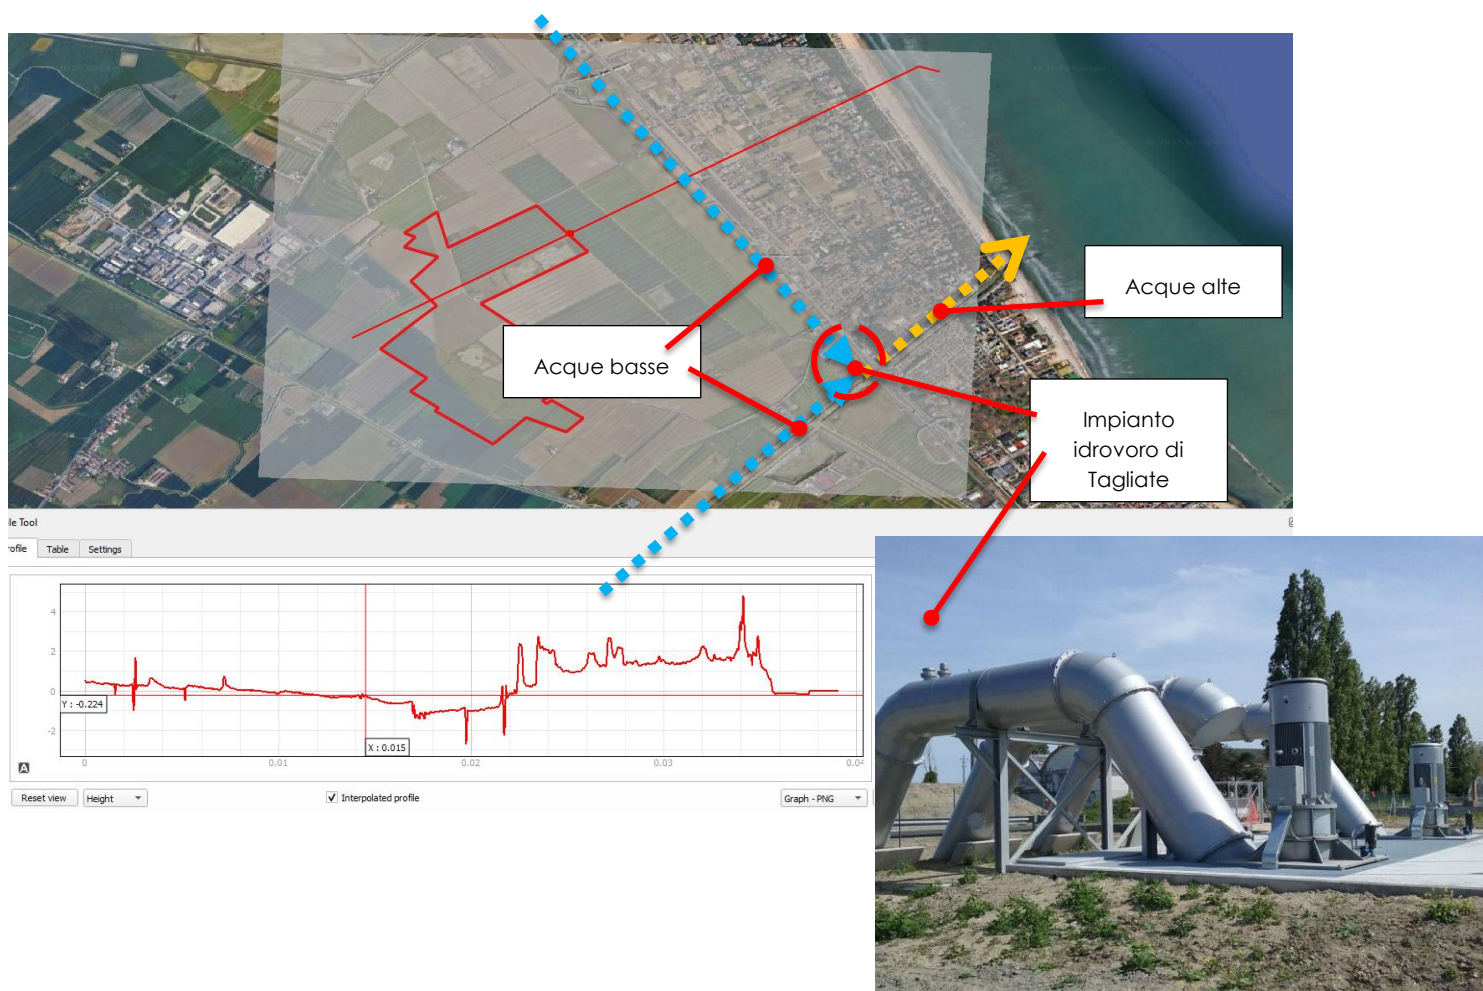 Acque alte
Acque basse
Impianto
idrovoro di
Tagliate
le Tool
ofile
Table
Settings
4
2
0
-2
Y : -0.224
X : 0.015
0
0.01
0.02
0.03
0.04
A
Reset view
Height
Interpolated profile
Graph - PNG